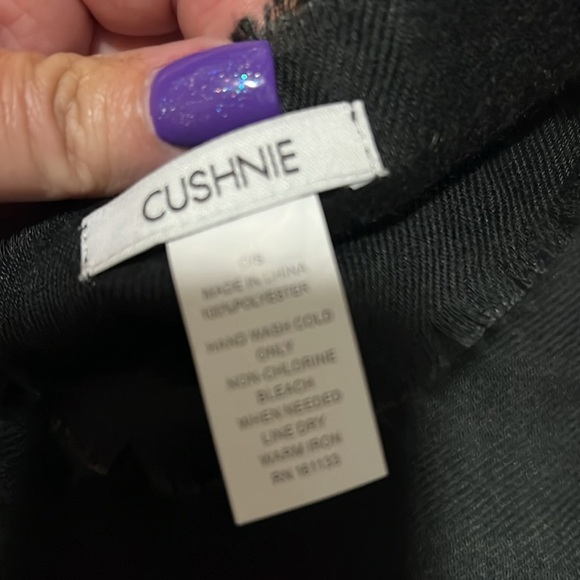 CUSHNIE
O/S
MADE IN CHINA
100%POLYESTER
HAND WASH COLD
ONLY
NON-CHLORINE
BLEACH
WHEN NEEDED
LINE DRY
WARM IRON
RN 161133